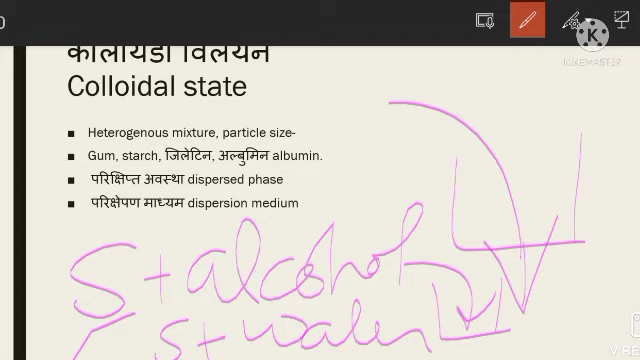 कोलायडी विलयन
Colloidal state
Heterogenous mixture, particle size-
Gum, starch, जिलेटिन, अल्बुमिन albumin.
परिक्षिप्त अवस्था dispersed phase
परिक्षेपण माध्यम dispersion medium
S + alcohol
S + water
KINEMASTER